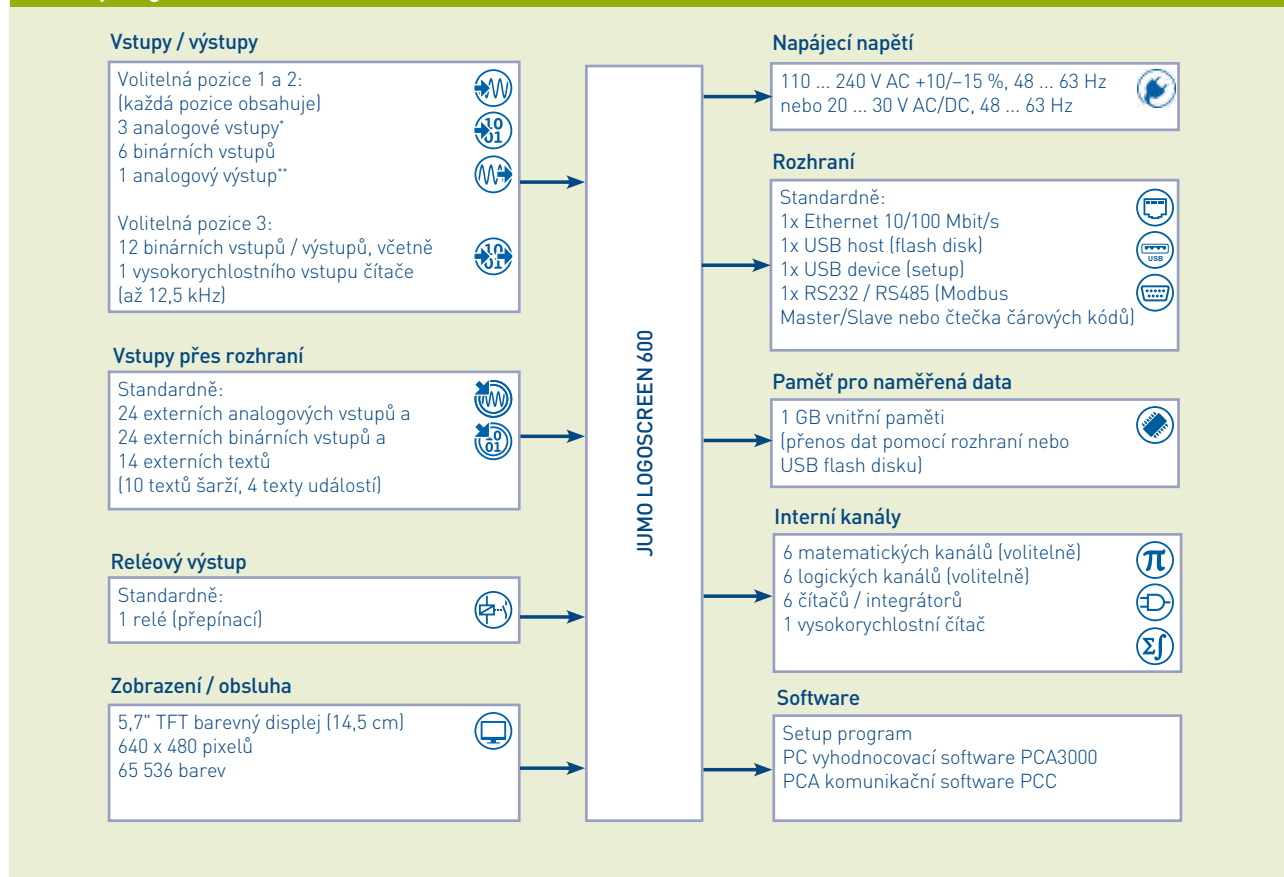 Vstupy / výstupy
Volitelná pozice 1 a 2:
(každá pozice obsahuje)
3 analogové vstupy*
6 binárních vstupů
1 analogový výstup**
Volitelná pozice 3:
12 binárních vstupů / výstupů, včetně
1 vysokorychlostního vstupu čítače
(až 12,5 kHz)
Vstupy přes rozhraní
Standardně:
24 externích analogových vstupů a
24 externích binárních vstupů a
14 externích textů
(10 textů šarží, 4 texty událostí)
Reléový výstup
Standardně:
1 relé (přepínací)
Zobrazení / obsluha
5,7" TFT barevný displej (14,5 cm)
640 x 480 pixelů
65 536 barev
JUMO LOGOSCREEN 600
Napájecí napětí
110 ... 240 V AC +10/–15 %, 48 ... 63 Hz
nebo 20 ... 30 V AC/DC, 48 ... 63 Hz
Rozhraní
Standardně:
1x Ethernet 10/100 Mbit/s
1x USB host (flash disk)
1x USB device (setup)
1x RS232 / RS485 (Modbus
Master/Slave nebo čtečka čárových kódů)
USB
Paměť pro naměřená data
1 GB vnitřní paměti
(přenos dat pomocí rozhraní nebo
USB flash disku)
Interní kanály
6 matematických kanálů (volitelně)
6 logických kanálů (volitelně)
6 čítačů / integrátorů
1 vysokorychlostní čítač
π
Σ∫
Software
Setup program
PC vyhodnocovací software PCA3000
PCA komunikační software PCC